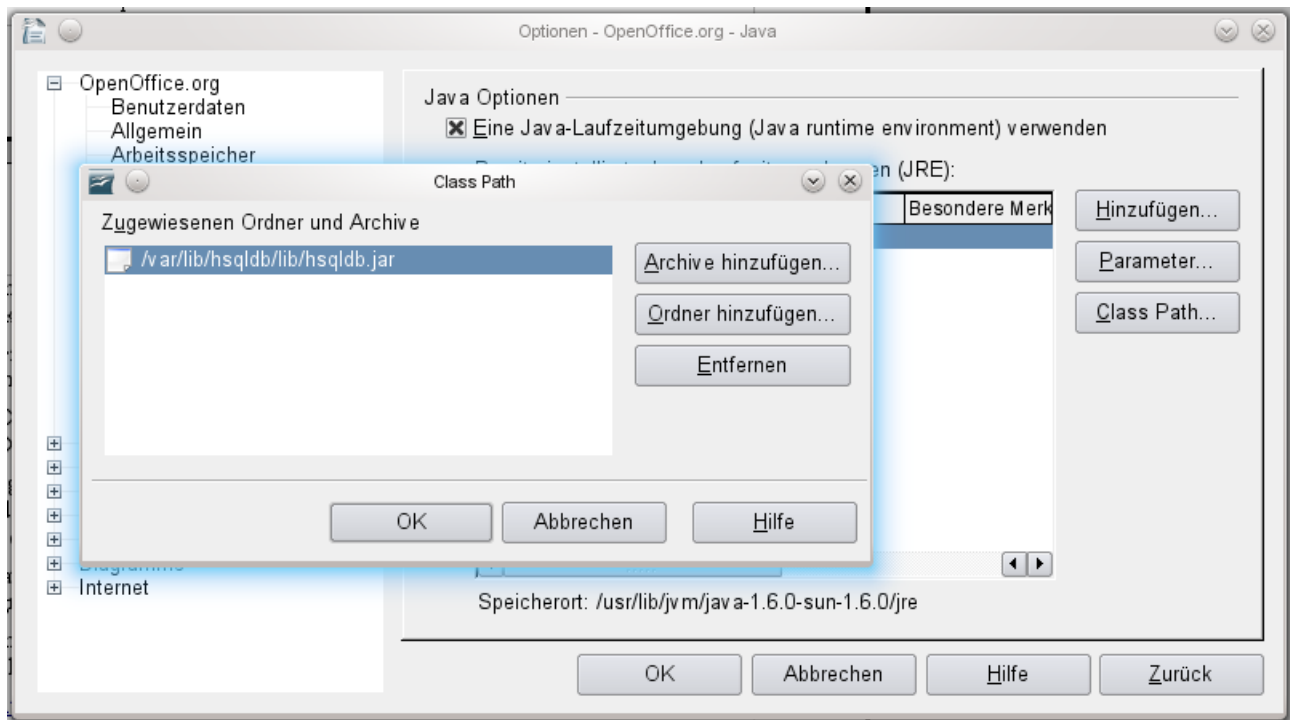 Optionen - OpenOffice.org - Java
OpenOffice.org
Benutzerdaten
Allgemein
Arbeitsspeicher
Internet
Java Optionen
Eine Java-Laufzeitumgebung (Java runtime environment) verwenden
(JRE):
Besondere Merk
Hinzufügen...
Parameter...
Class Path...
Speicherort: /usr/lib/jvm/java-1.6.0-sun-1.6.0/jre
OK
Abbrechen
Hilfe
Zurück
Class Path
Zugewiesenen Ordner und Archive
/var/lib/hsqldb/lib/hsqldb.jar
Archive hinzufügen...
Ordner hinzufügen...
Entfernen
OK
Abbrechen
Hilfe